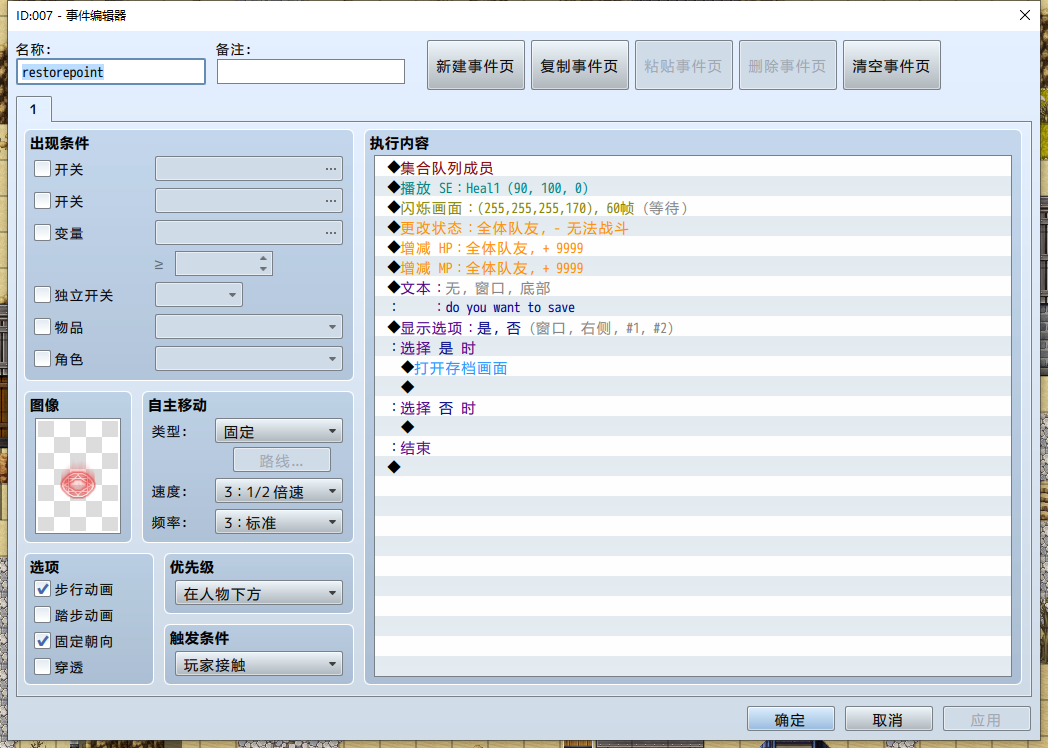 ID:007 - 事件编辑器
名称:
备注:
restorepoint
新建事件页
复制事件页
粘贴事件页
删除事件页
清空事件页
1
出现条件
开关
...
开关
...
变量
...
≥
独立开关
物品
角色
图像
自主移动
类型:
固定
路线...
速度:
3：1/2 倍速
频率:
3：标准
选项
步行动画
踏步动画
固定朝向
穿透
优先级
在人物下方
触发条件
玩家接触
执行内容
◆集合队列成员
◆播放 SE：Heal1 (90, 100, 0)
◆闪烁画面：(255,255,255,170), 60帧 (等待)
◆更改状态：全体队友, - 无法战斗
◆增减 HP：全体队友, + 9999
◆增减 MP：全体队友, + 9999
◆文本：无, 窗口, 底部
：　：do you want to save
◆显示选项：是, 否 (窗口, 右侧, #1, #2)
：选择 是 时
◆打开存档画面
◆
：选择 否 时
◆
：结束
◆
确定
取消
应用